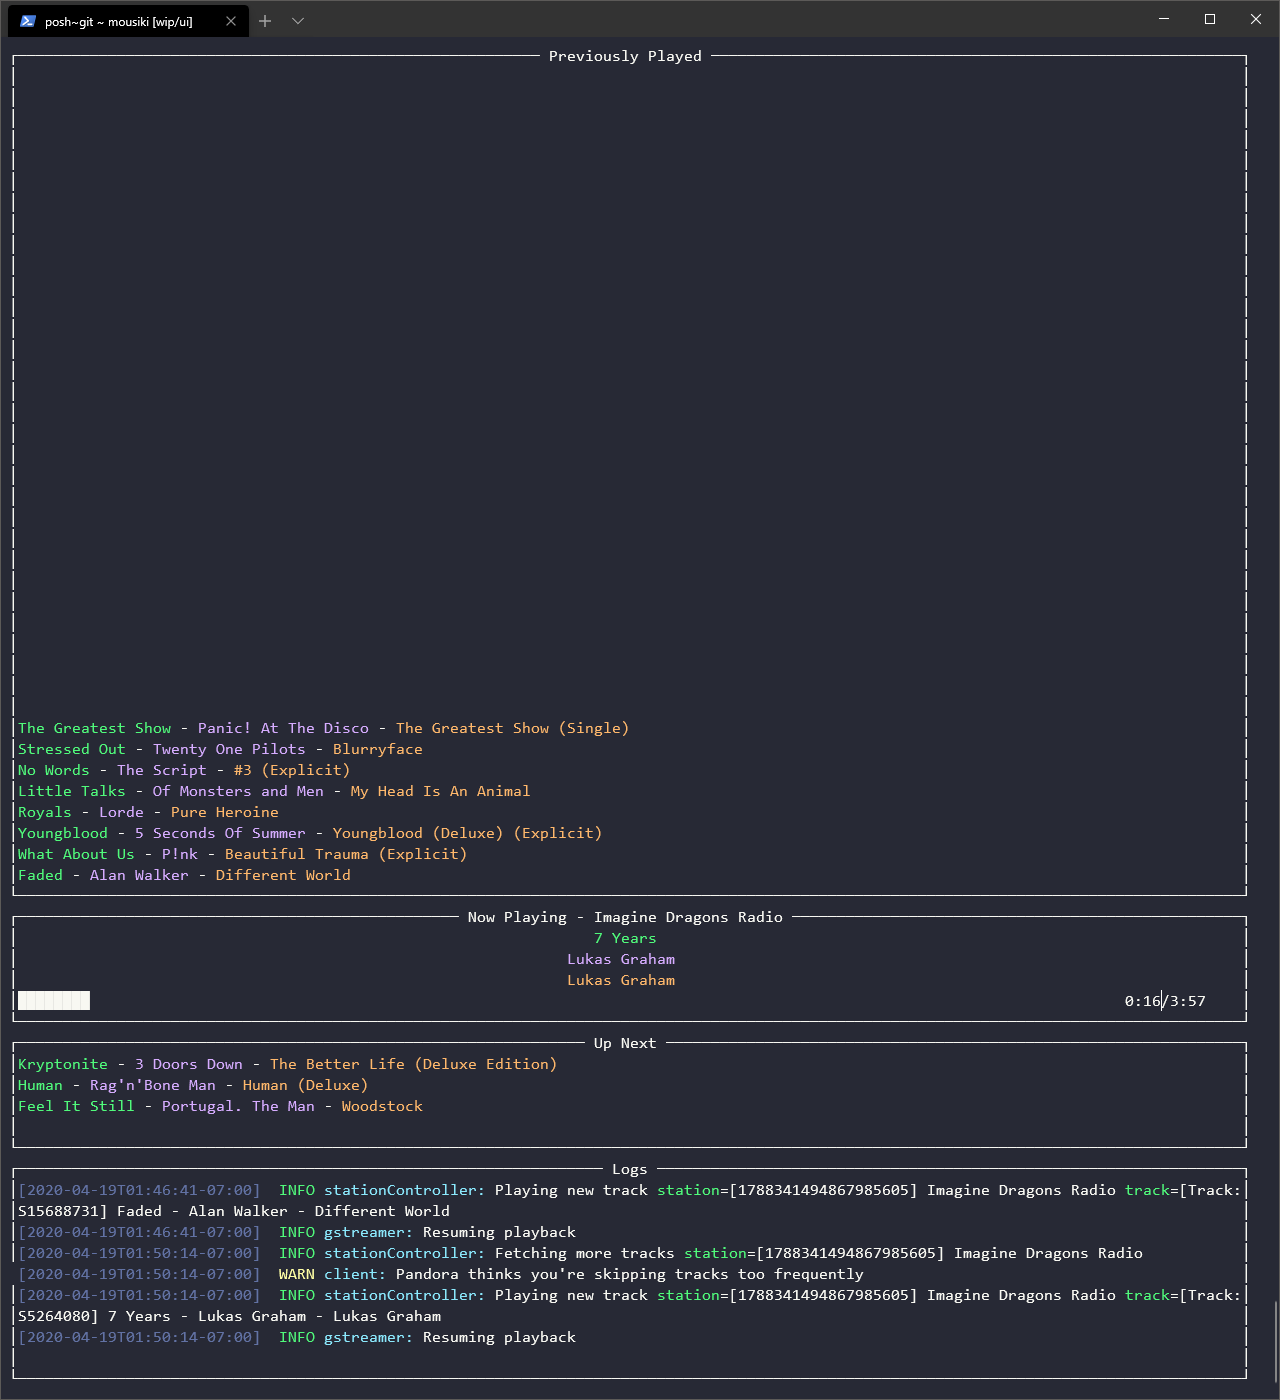 posh~git ~ mousiki [wip/ui]
Previously Played
The Greatest Show - Panic! At The Disco - The Greatest Show (Single)
Stressed Out - Twenty One Pilots - Blurryface
No Words - The Script - #3 (Explicit)
Little Talks - Of Monsters and Men - My Head Is An Animal
Royals - Lorde - Pure Heroine
Youngblood - 5 Seconds Of Summer - Youngblood (Deluxe) (Explicit)
What About Us - P!nk - Beautiful Trauma (Explicit)
Faded - Alan Walker - Different World
Now Playing - Imagine Dragons Radio
7 Years
Lukas Graham
Lukas Graham
0:16/3:57
Up Next
Kryptonite - 3 Doors Down - The Better Life (Deluxe Edition)
Human - Rag'n'Bone Man - Human (Deluxe)
Feel It Still - Portugal. The Man - Woodstock
Logs
[2020-04-19T01:46:41-07:00]  INFO stationController: Playing new track station=[1788341494867985605] Imagine Dragons Radio track=[Track:
S15688731] Faded - Alan Walker - Different World
[2020-04-19T01:46:41-07:00]  INFO gstreamer: Resuming playback
[2020-04-19T01:50:14-07:00]  INFO stationController: Fetching more tracks station=[1788341494867985605] Imagine Dragons Radio
[2020-04-19T01:50:14-07:00]  WARN client: Pandora thinks you're skipping tracks too frequently
[2020-04-19T01:50:14-07:00]  INFO stationController: Playing new track station=[1788341494867985605] Imagine Dragons Radio track=[Track:
S5264080] 7 Years - Lukas Graham - Lukas Graham
[2020-04-19T01:50:14-07:00]  INFO gstreamer: Resuming playback